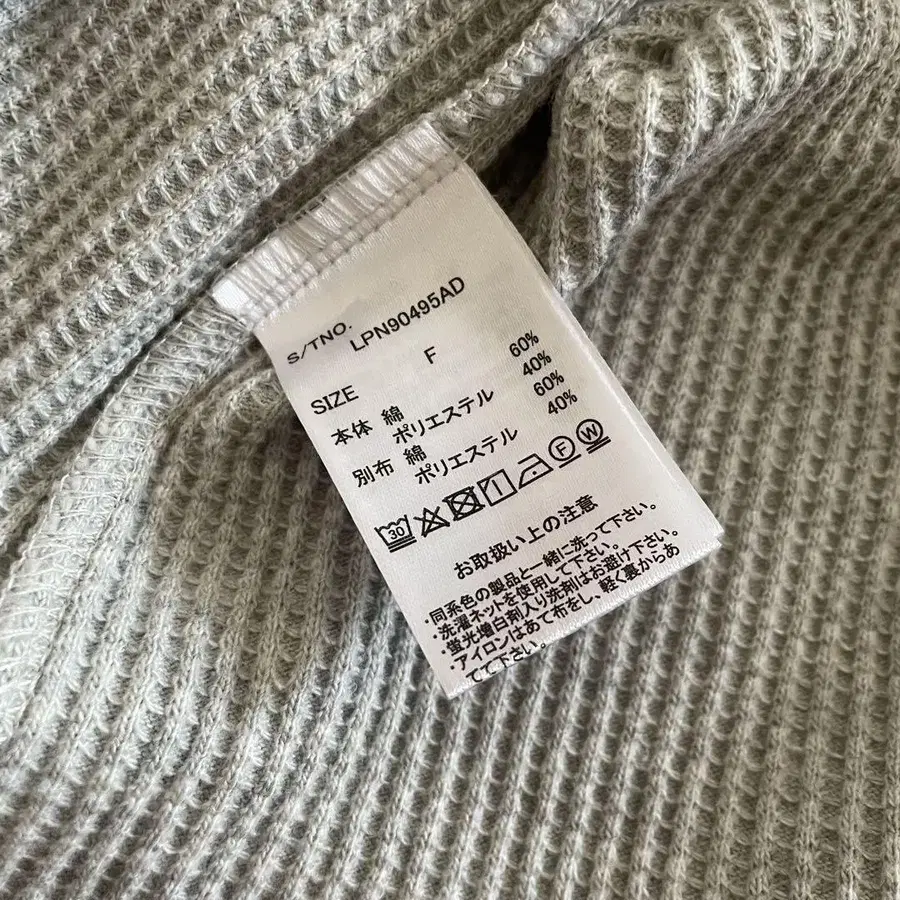 S/TNO.
LPN90495AD
SIZE F
本体 綿 60%
ポリエステル 40%
別布 綿 60%
ポリエステル 40%
30 F W
お取扱い上の注意
・同系色の製品と一緒に洗って下さい。
・洗濯ネットを使用して下さい。
・蛍光増白剤入り洗剤はお避け下さい。
・アイロンはあて布をし、軽く裏からあ
てて下さい。